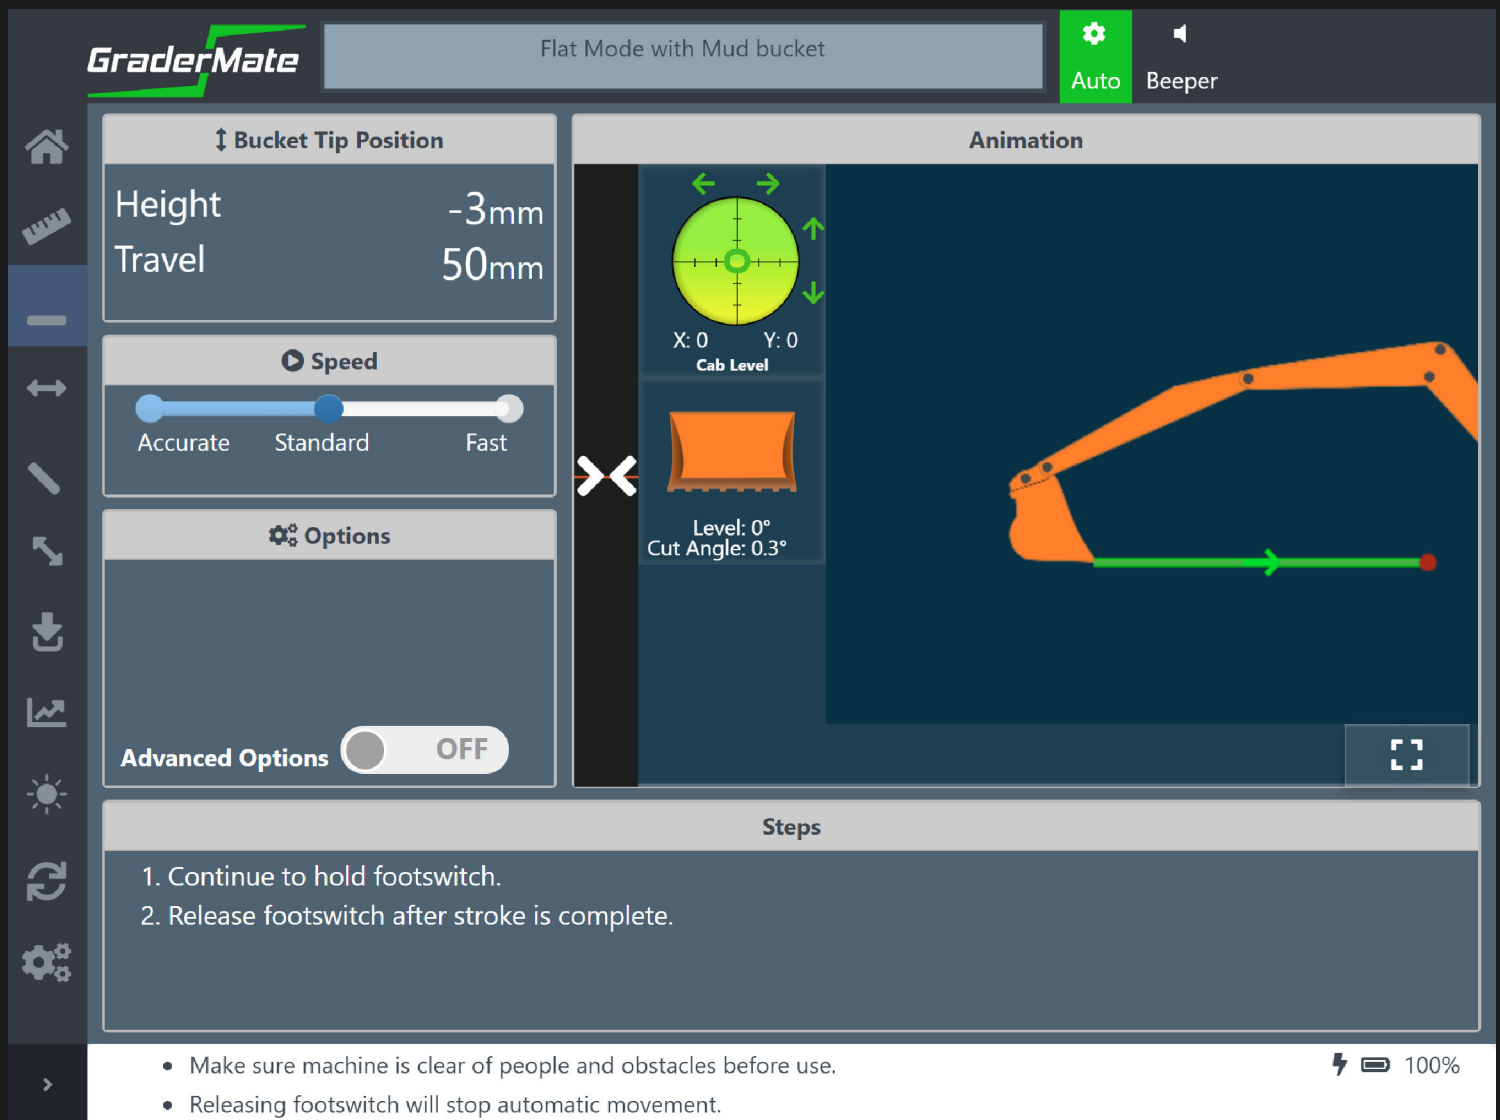 GraderMate
Flat Mode with Mud bucket
Auto
Beeper
Bucket Tip Position
Height -3mm
Travel 50mm
Speed
Accurate Standard Fast
Options
Advanced Options OFF
Animation
X: 0 Y: 0
Cab Level
Level: 0°
Cut Angle: 0.3°
Steps
1. Continue to hold footswitch.
2. Release footswitch after stroke is complete.
• Make sure machine is clear of people and obstacles before use.
• Releasing footswitch will stop automatic movement.
100%